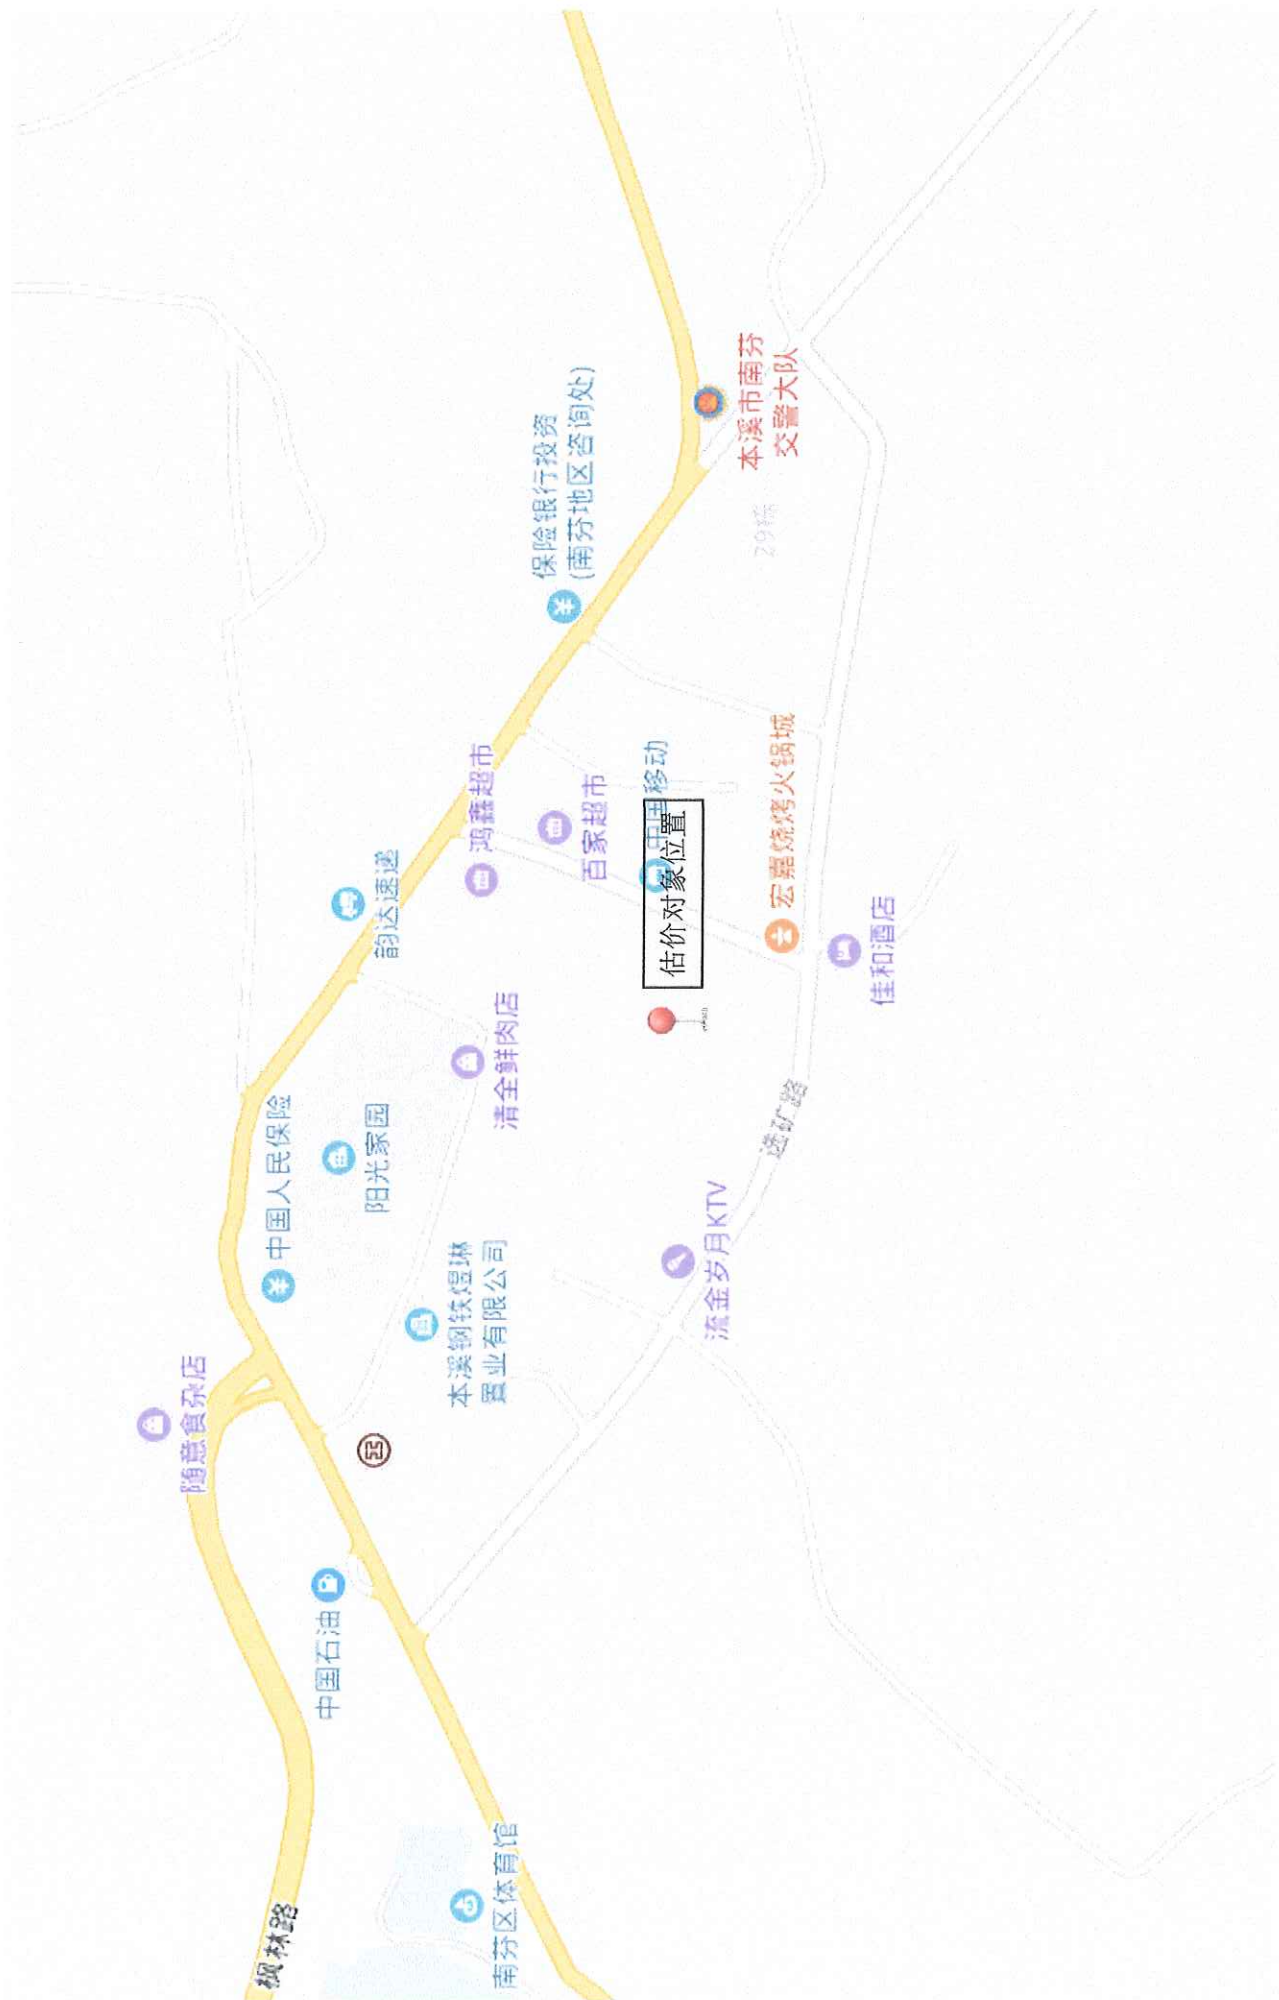 随意食杂店
枫林路
中国人民保险
中国石油
阳光家园
韵达速递
本溪钢铁煜琳
置业有限公司
鸿鑫超市
南芬区体育馆
清全鲜肉店
保险银行投资
(南芬地区咨询处)
百家超市
中国移动
估价对象位置
流金岁月KTV
本溪市南芬
交警大队
29栋
选矿路
宏嘉烧烤火锅城
佳和酒店